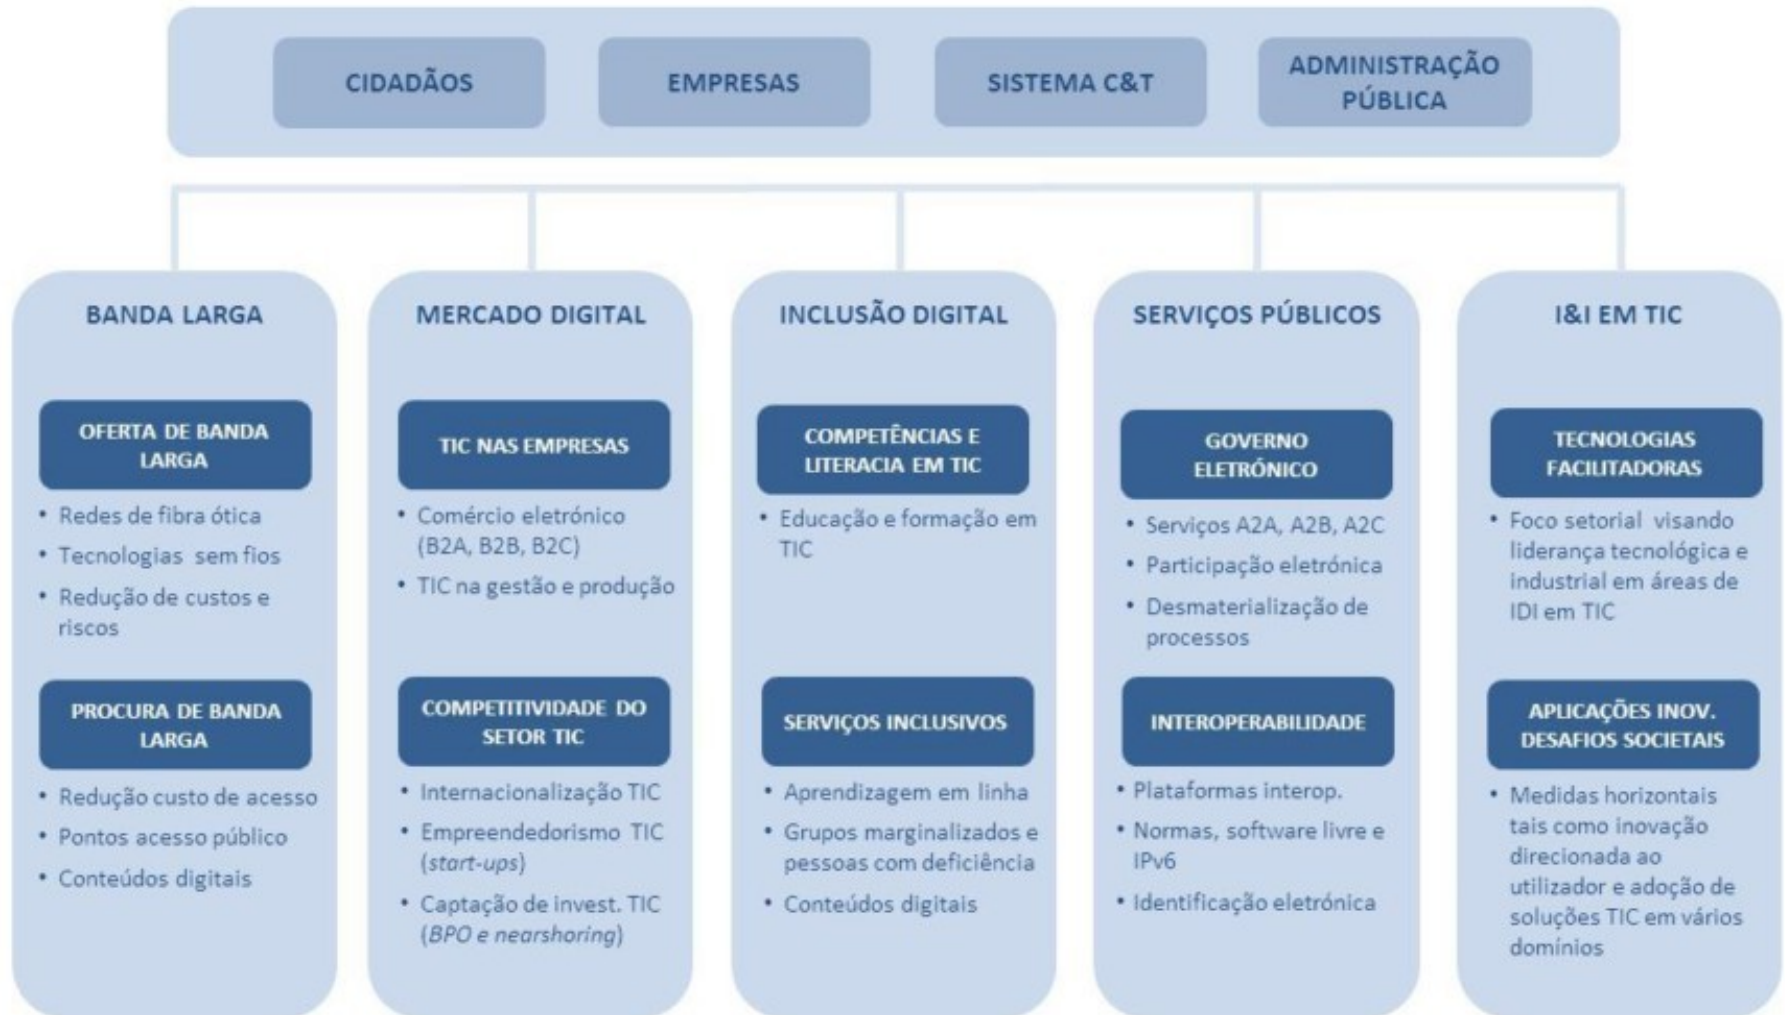 CIDADÃOS
EMPRESAS
SISTEMA C&T
ADMINISTRAÇÃO
PÚBLICA
BANDA LARGA
OFERTA DE BANDA
LARGA
• Redes de fibra ótica
• Tecnologias sem fios
• Redução de custos e
riscos
PROCURA DE BANDA
LARGA
• Redução custo de acesso
• Pontos acesso público
• Conteúdos digitais
MERCADO DIGITAL
TIC NAS EMPRESAS
• Comércio eletrónico
(B2A, B2B, B2C)
• TIC na gestão e produção
COMPETITIVIDADE DO
SETOR TIC
• Internacionalização TIC
• Empreendedorismo TIC
(start-ups)
• Captação de invest. TIC
(BPO e nearshoring)
INCLUSÃO DIGITAL
COMPETÊNCIAS E
LITERACIA EM TIC
• Educação e formação em
TIC
SERVIÇOS INCLUSIVOS
• Aprendizagem em linha
• Grupos marginalizados e
pessoas com deficiência
• Conteúdos digitais
SERVIÇOS PÚBLICOS
GOVERNO
ELETRÓNICO
• Serviços A2A, A2B, A2C
• Participação eletrónica
• Desmaterialização de
processos
INTEROPERABILIDADE
• Plataformas interop.
• Normas, software livre e
IPv6
• Identificação eletrónica
I&I EM TIC
TECNOLOGIAS
FACILITADORAS
• Foco setorial visando
liderança tecnológica e
industrial em áreas de
IDI em TIC
APLICAÇÕES INOV.
DESAFIOS SOCIETAIS
• Medidas horizontais
tais como inovação
direcionada ao
utilizador e adoção de
soluções TIC em vários
domínios